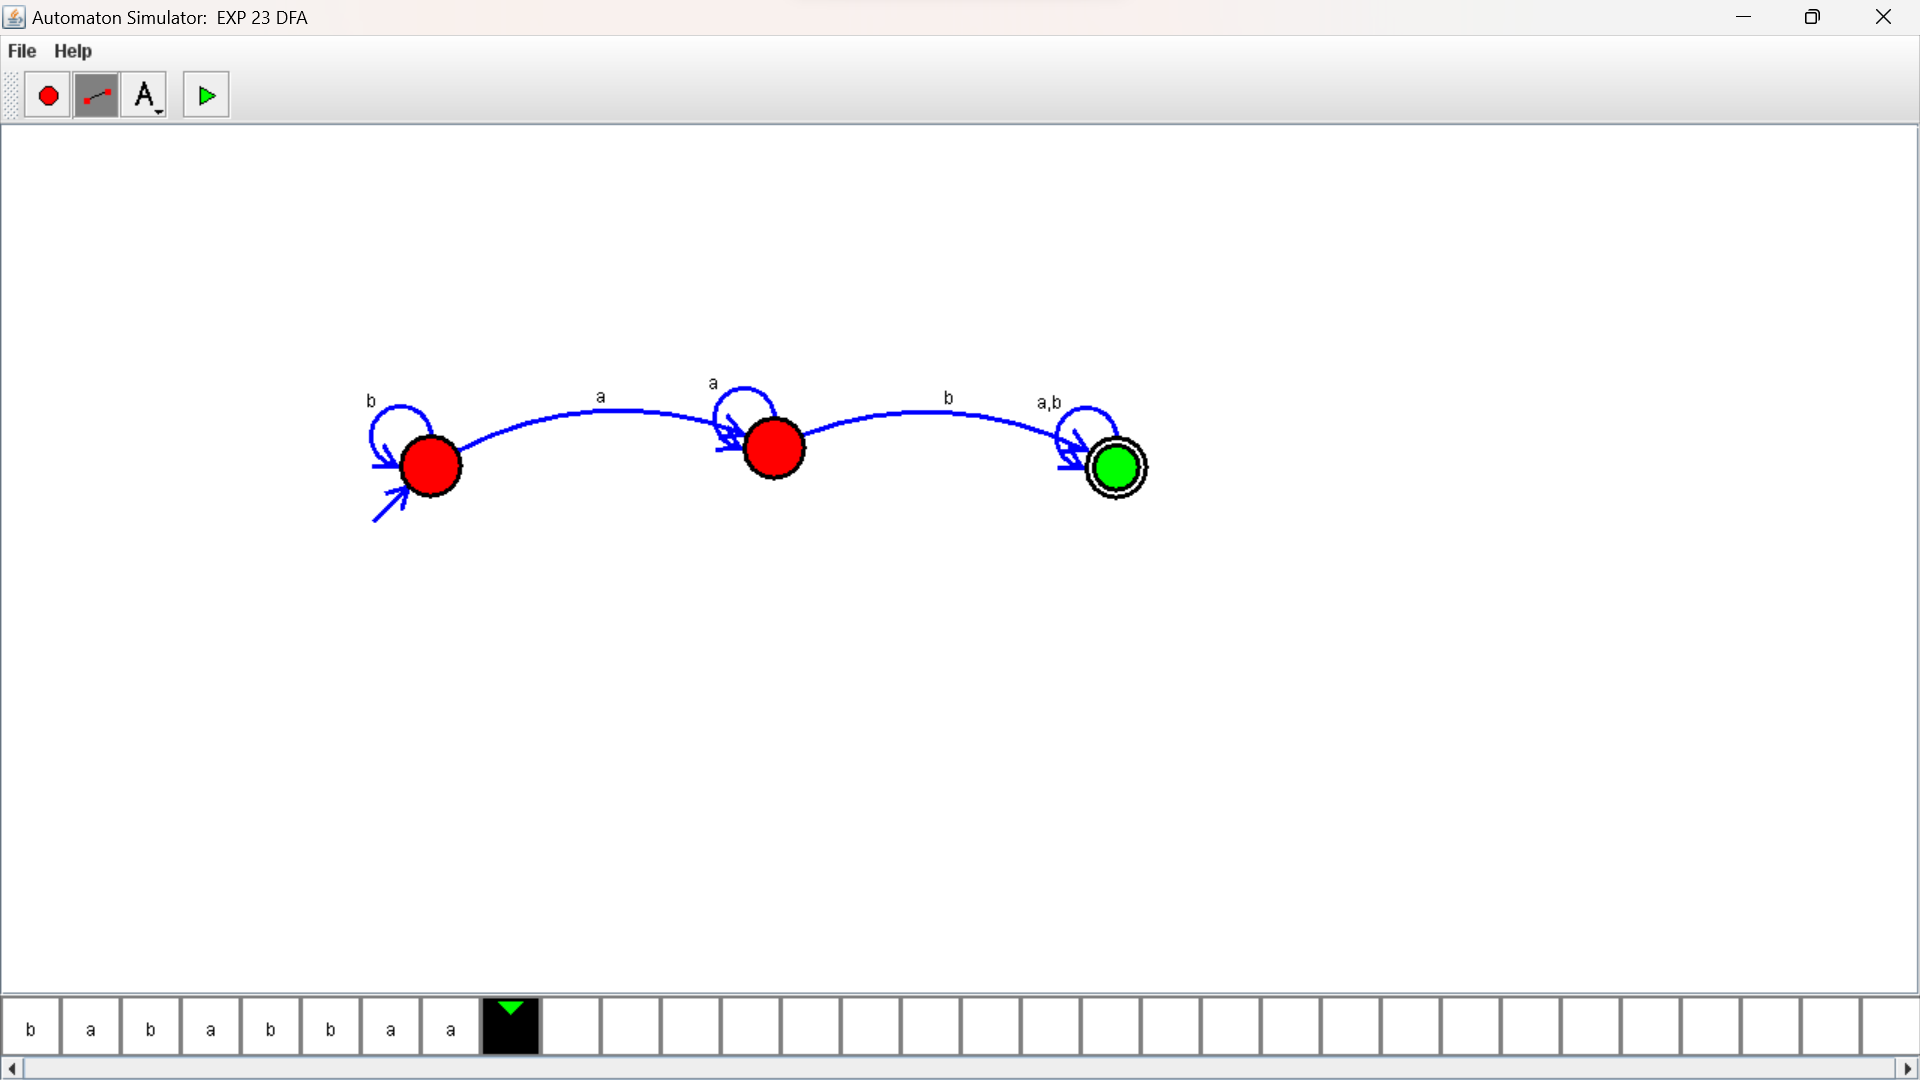 Automaton Simulator: EXP 23 DFA
File Help
A
b a a b a,b
b a b a b b a a